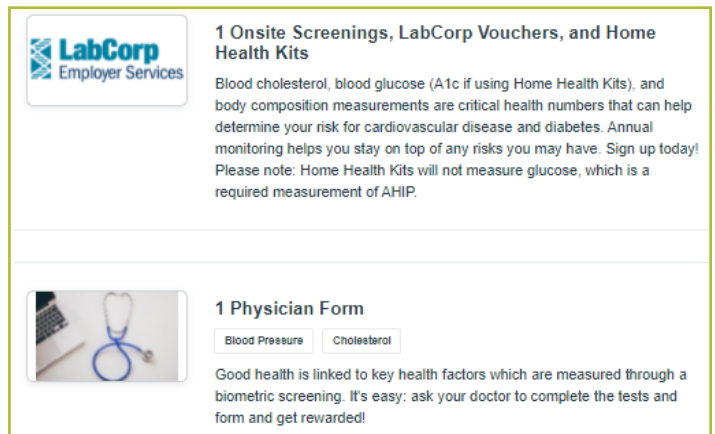 LabCorp
Employer Services
1 Onsite Screenings, LabCorp Vouchers, and Home
Health Kits
Blood cholesterol, blood glucose (A1c if using Home Health Kits), and
body composition measurements are critical health numbers that can help
determine your risk for cardiovascular disease and diabetes. Annual
monitoring helps you stay on top of any risks you may have. Sign up today!
Please note: Home Health Kits will not measure glucose, which is a
required measurement of AHIP.
1 Physician Form
Blood Pressure Cholesterol
Good health is linked to key health factors which are measured through a
biometric screening. It's easy: ask your doctor to complete the tests and
form and get rewarded!